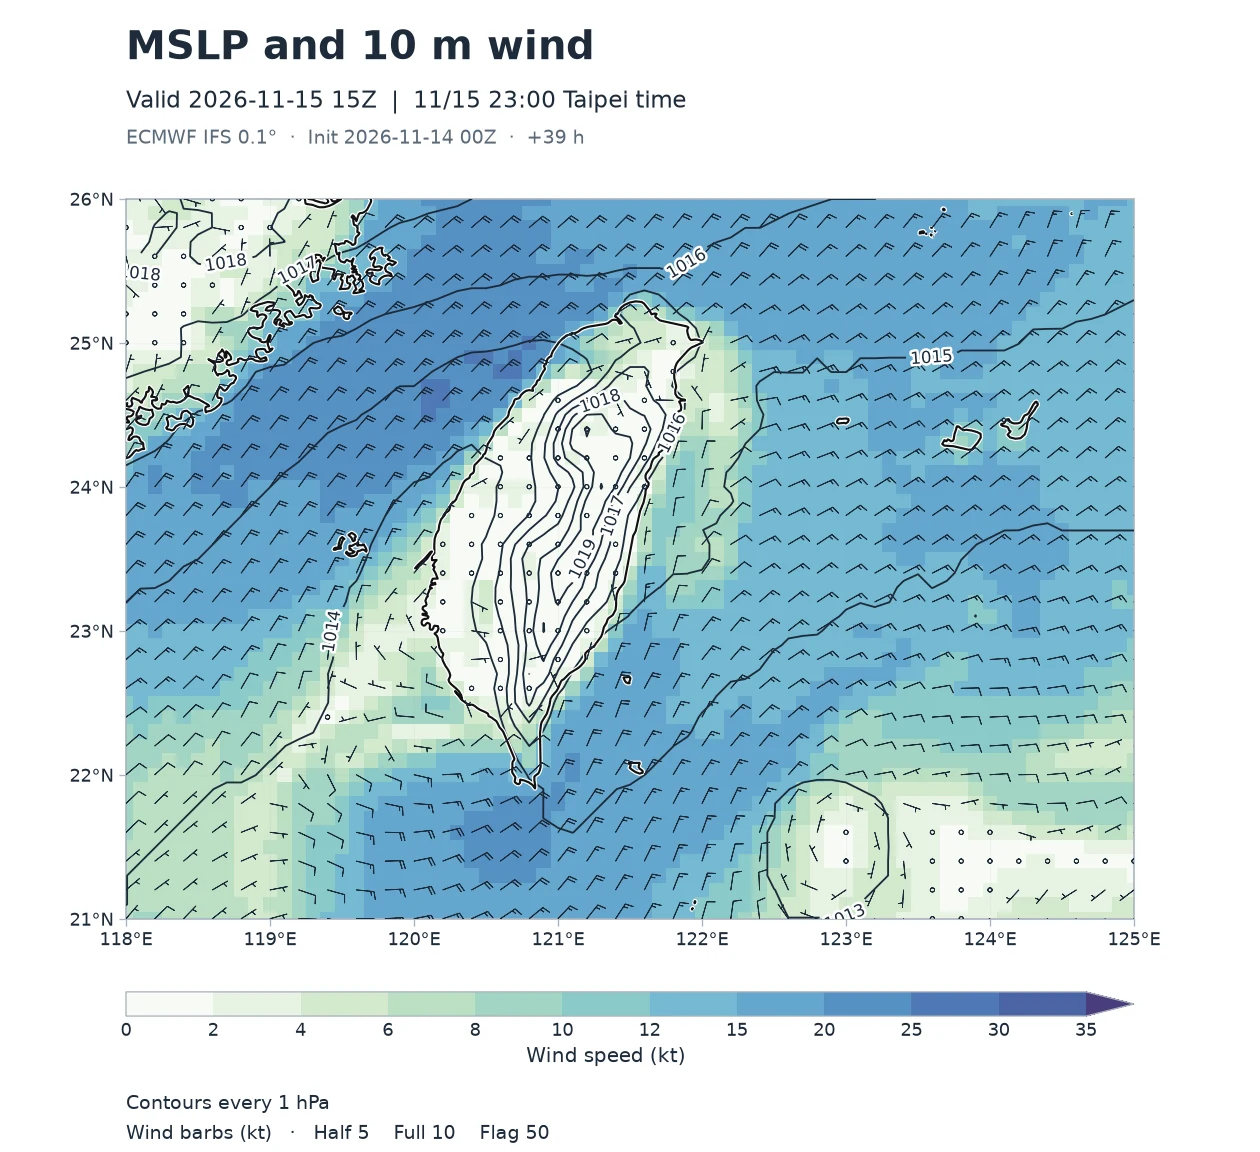 MSLP and 10 m wind
Valid 2026-11-15 15Z | 11/15 23:00 Taipei time
ECMWF IFS 0.1° · Init 2026-11-14 00Z · +39 h
26°N
1016
1018
1017
018
25°N
1015
1018
1016
24°N
1017
1019
23°N
1014
22°N
1013
21°N
118°E 119°E 120°E 121°E 122°E 123°E 124°E 125°E
0 2 4 6 8 10 12 15 20 25 30 35
Wind speed (kt)
Contours every 1 hPa
Wind barbs (kt) · Half 5 Full 10 Flag 50